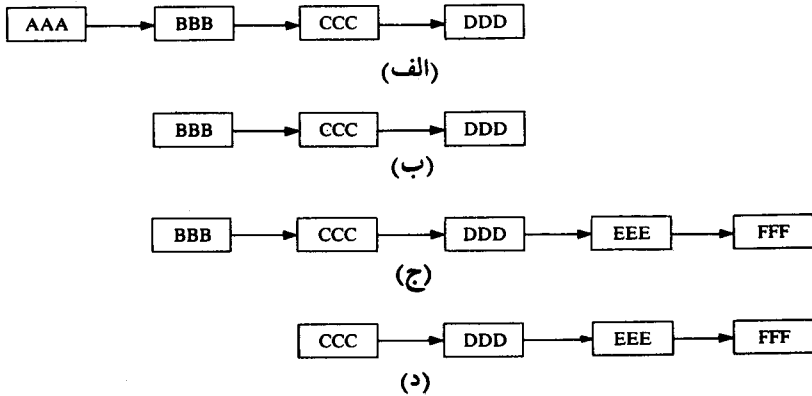 AAA BBB CCC DDD
(الف)
BBB CCC DDD
(ب)
BBB CCC DDD EEE FFF
(ج)
CCC DDD EEE FFF
(د)